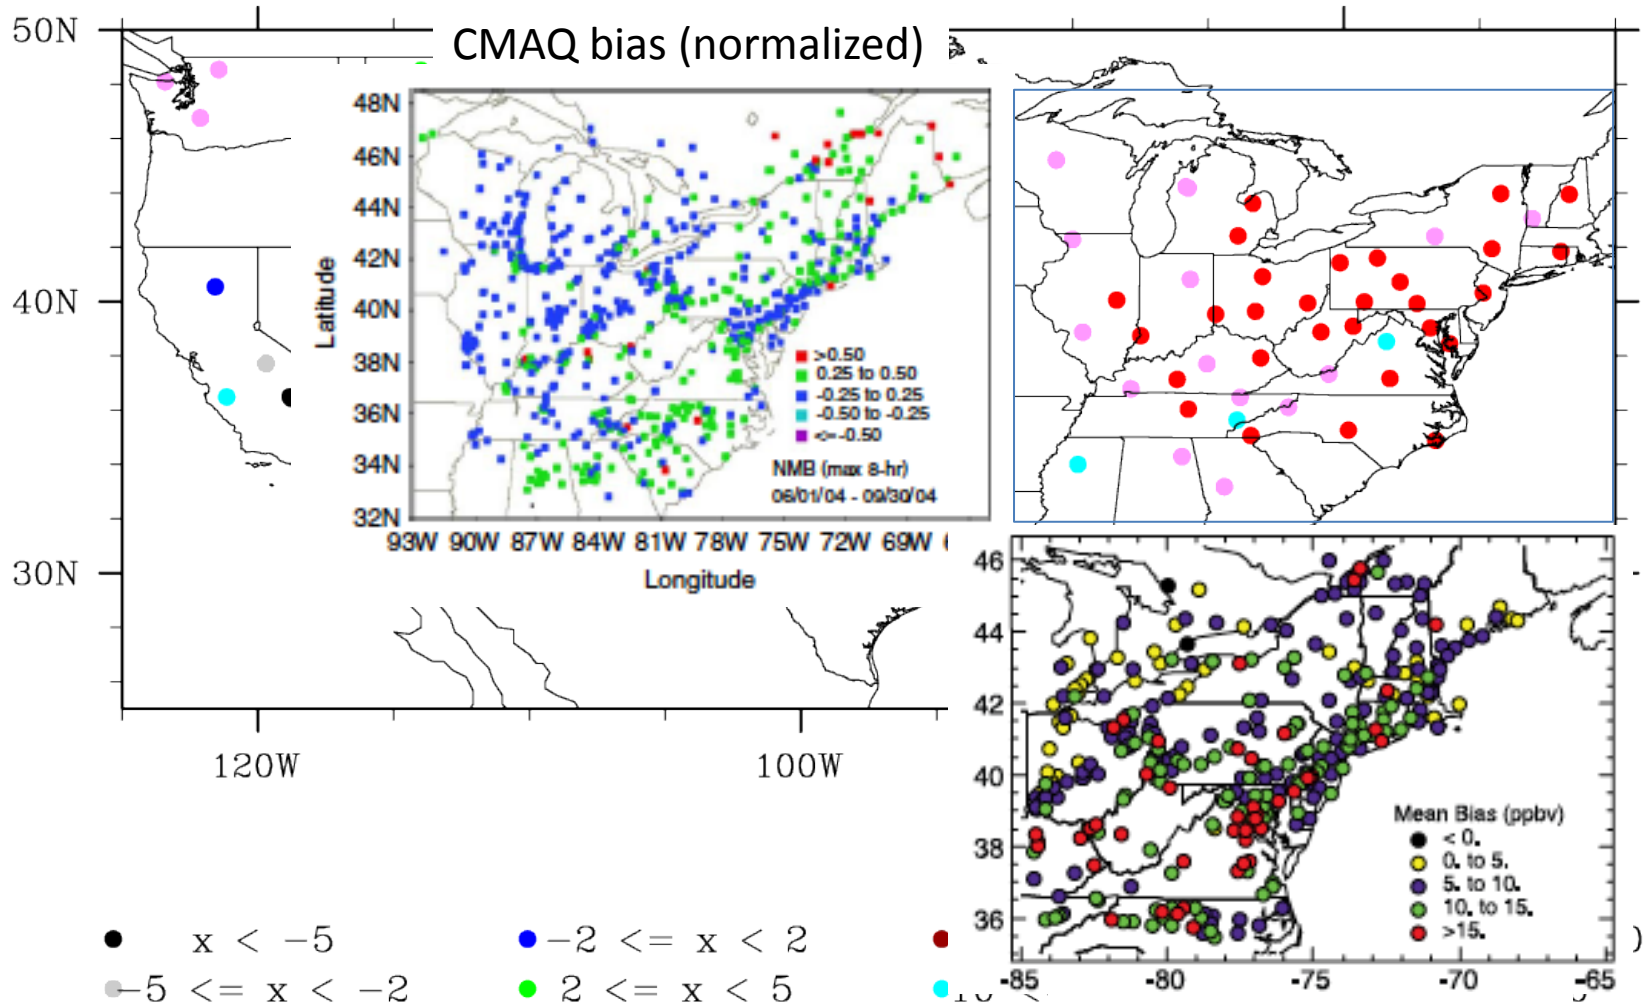 CMAQ bias (normalized)
50N
40N
30N
120W
100W
48N
46N
44N
42N
40N
38N
36N
34N
32N
Latitude
93W 90W 87W 84W 81W 78W 75W 72W 69W
Longitude
>0.50
0.25 to 0.50
-0.25 to 0.25
-0.50 to -0.25
<=-0.50
NMB (max 8-hr)
06/01/04 - 09/30/04
46
44
42
40
38
36
-85 -80 -75 -70 -65
Mean Bias (ppbv)
< 0.
0. to 5.
5. to 10.
10. to 15.
>15.
x < -5
-2 <= x < 2
-5 <= x < -2
2 <= x < 5